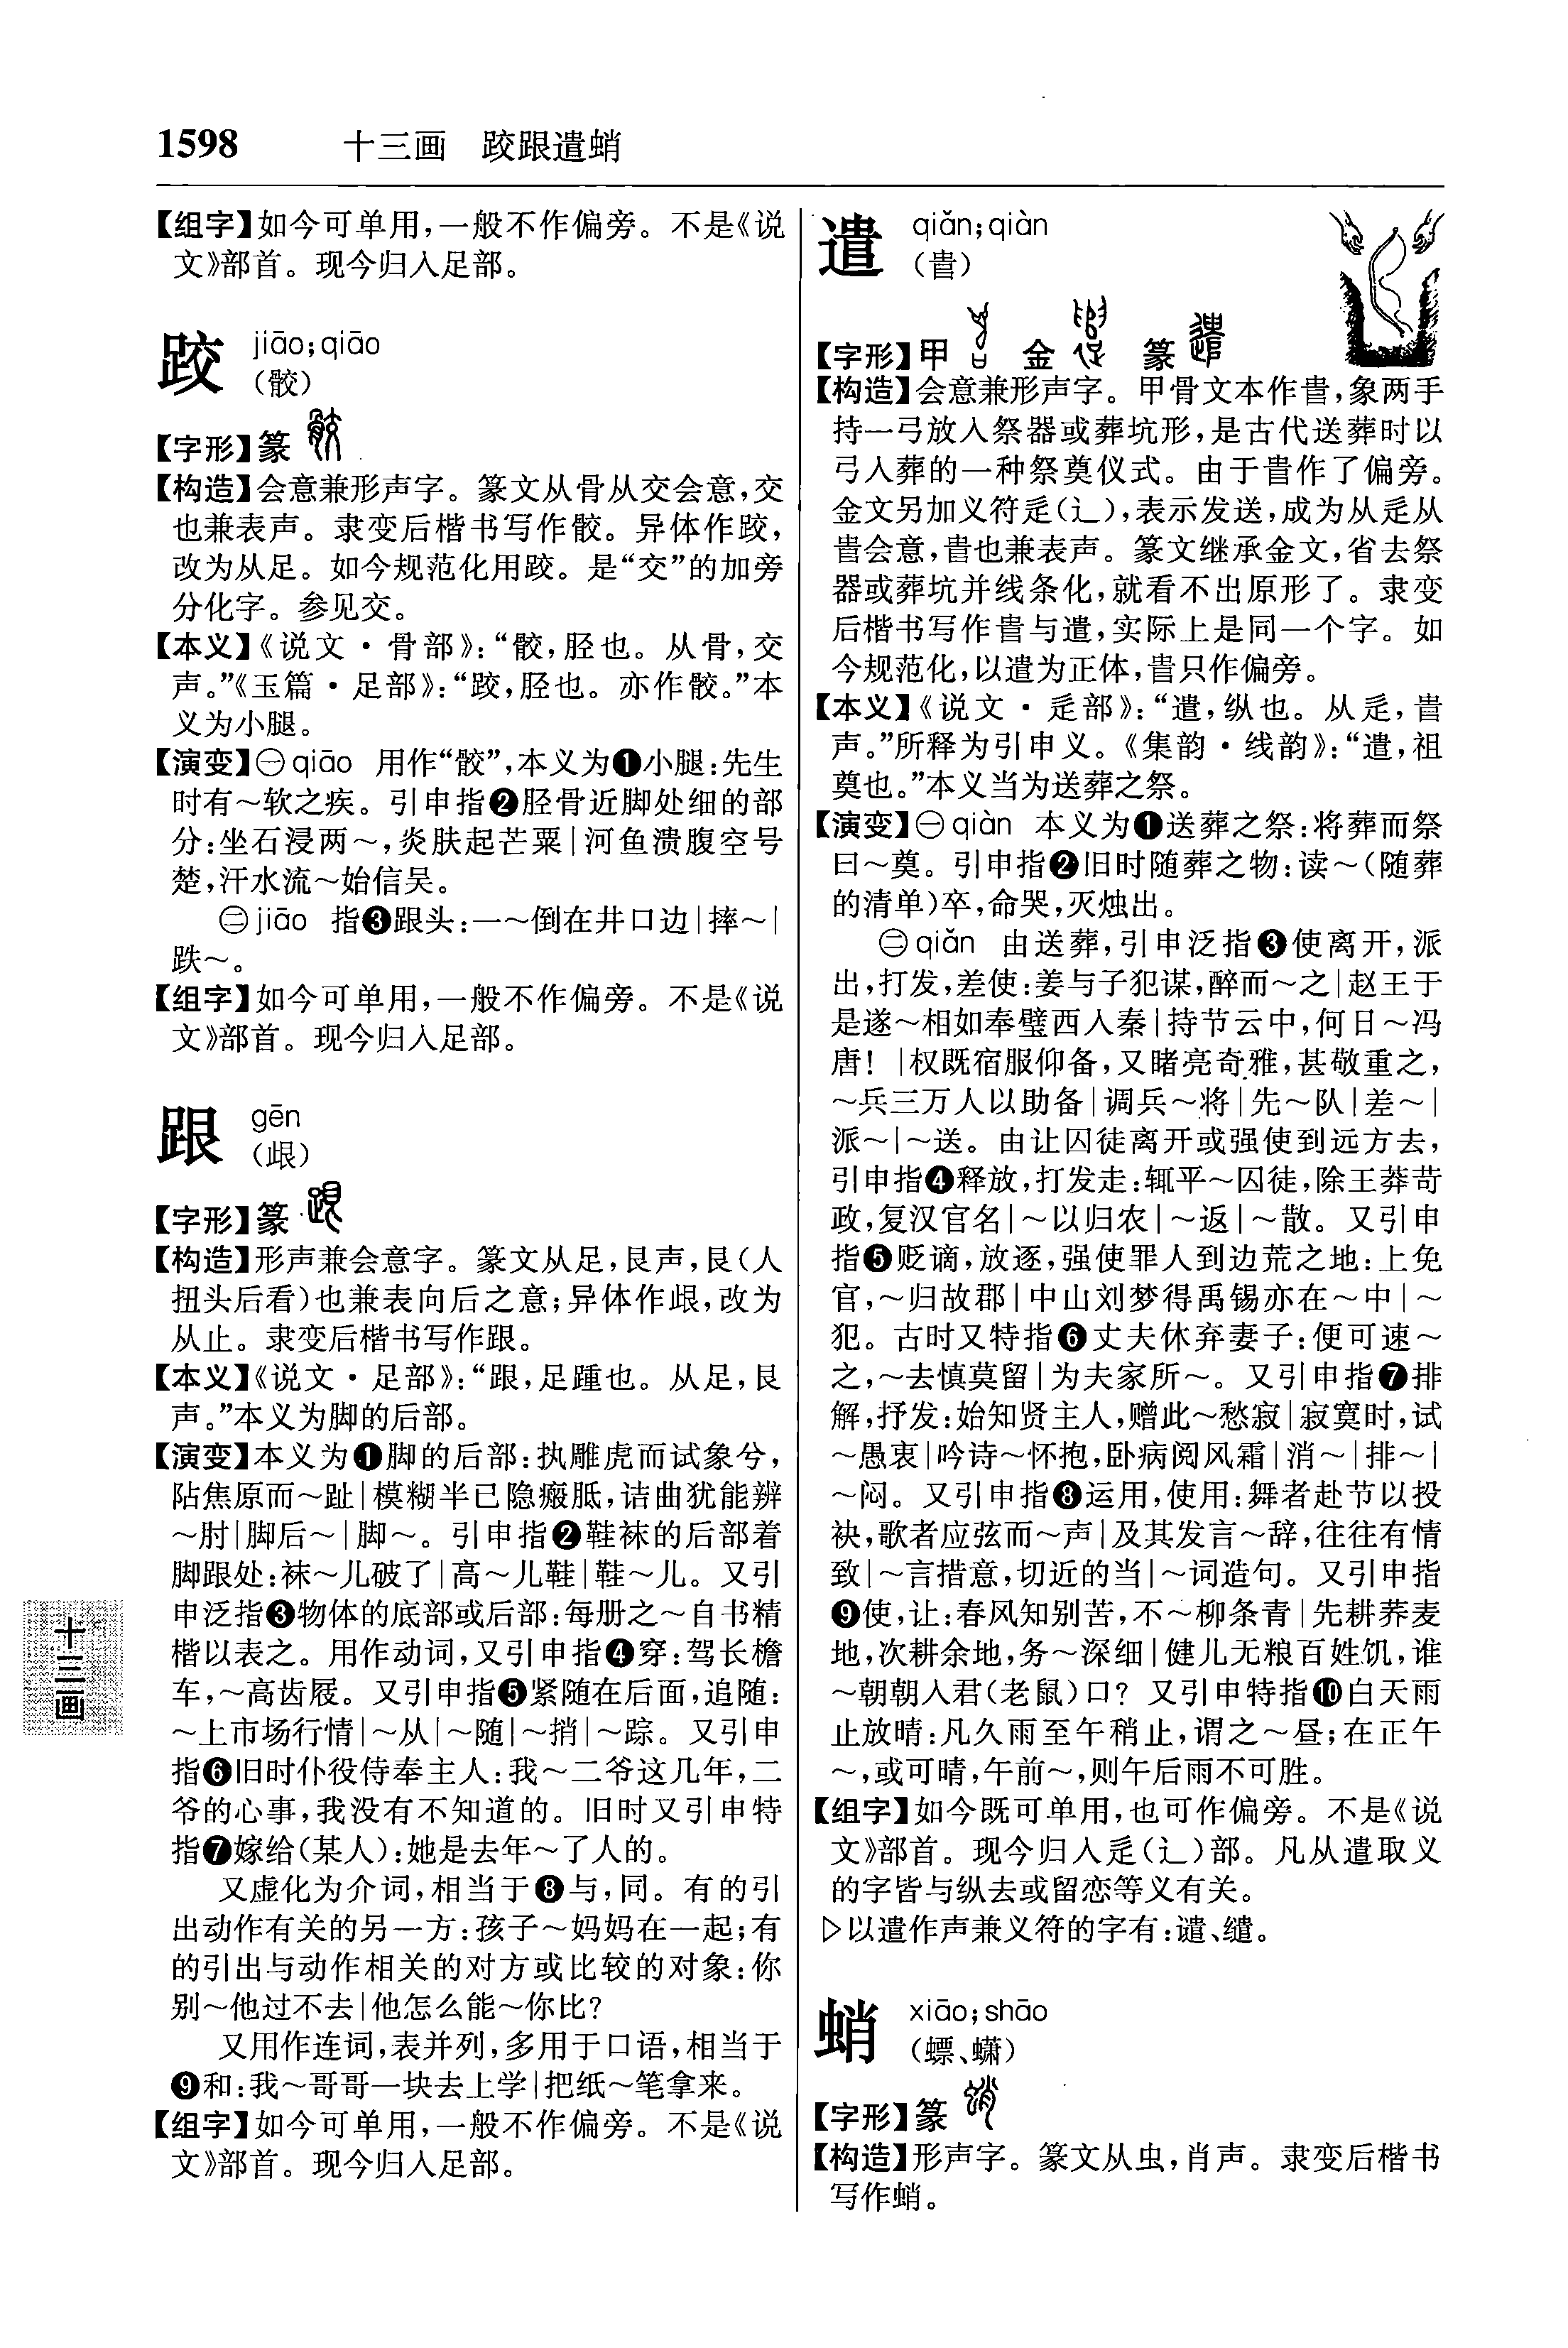 1598 十三画 跤跟遣蛸
【组字】如今可单用,一般不作偏旁。不是《说
文》部首。现今归入足部。
跤 jiāo;qiāo
(骹)
【字形】篆
【构造】会意兼形声字。篆文从骨从交会意,交
也兼表声。隶变后楷书写作骹。异体作跤,
改为从足。如今规范化用跤。是“交”的加旁
分化字。参见交。
【本义】《说文·骨部》:“骹,胫也。从骨,交
声。”《玉篇·足部》:“跤,胫也。亦作骹。”本
义为小腿。
【演变】㊀qiāo 用作“骹”,本义为❶小腿:先生
时有～软之疾。引申指❷胫骨近脚处细的部
分:坐石浸两～,炎肤起芒粟|河鱼溃腹空号
楚,汗水流～始信吴。
㊁jiāo 指❸跟头:一～倒在井口边|摔～|
跌～。
【组字】如今可单用,一般不作偏旁。不是《说
文》部首。现今归入足部。
跟 gēn
(䟴)
【字形】篆
【构造】形声兼会意字。篆文从足,艮声,艮(人
扭头后看)也兼表向后之意;异体作䟴,改为
从止。隶变后楷书写作跟。
【本义】《说文·足部》:“跟,足踵也。从足,艮
声。”本义为脚的后部。
【演变】本义为❶脚的后部:执雕虎而试象兮,
阽焦原而～趾|模糊半已隐瘢胝,诘曲犹能辨
～肘|脚后～|脚～。引申指❷鞋袜的后部着
脚跟处:袜～儿破了|高～儿鞋|鞋～儿。又引
申泛指❸物体的底部或后部:每册之～自书精
楷以表之。用作动词,又引申指❹穿:驾长檐
车,～高齿屐。又引申指❺紧随在后面,追随:
～上市场行情|～从|～随|～捎|～踪。又引申
指❻旧时仆役侍奉主人:我～二爷这几年,二
爷的心事,我没有不知道的。旧时又引申特
指❼嫁给(某人):她是去年～了人的。
又虚化为介词,相当于❽与,同。有的引
出动作有关的另一方:孩子～妈妈在一起;有
的引出与动作相关的对方或比较的对象:你
别～他过不去|他怎么能～你比?
又用作连词,表并列,多用于口语,相当于
❾和:我～哥哥一块去上学|把纸～笔拿来。
【组字】如今可单用,一般不作偏旁。不是《说
文》部首。现今归入足部。
遣 qiǎn;qiàn
(𠳋)
【字形】甲 金 篆
【构造】会意兼形声字。甲骨文本作𠳋,象两手
持一弓放入祭器或葬坑形,是古代送葬时以
弓入葬的一种祭奠仪式。由于𠳋作了偏旁。
金文另加义符辵(辶),表示发送,成为从辵从
𠳋会意,𠳋也兼表声。篆文继承金文,省去祭
器或葬坑并线条化,就看不出原形了。隶变
后楷书写作𠳋与遣,实际上是同一个字。如
今规范化,以遣为正体,𠳋只作偏旁。
【本义】《说文·辵部》:“遣,纵也。从辵,𠳋
声。”所释为引申义。《集韵·线韵》:“遣,祖
奠也。”本义当为送葬之祭。
【演变】㊀qiàn 本义为❶送葬之祭:将葬而祭
曰～奠。引申指❷旧时随葬之物:读～(随葬
的清单)卒,命哭,灭烛出。
㊁qiǎn 由送葬,引申泛指❸使离开,派
出,打发,差使:姜与子犯谋,醉而～之|赵王于
是遂～相如奉璧西入秦|持节云中,何日～冯
唐! |权既宿服仰备,又睹亮奇雅,甚敬重之,
～兵三万人以助备|调兵～将|先～队|差～|
派～|～送。由让囚徒离开或强使到远方去,
引申指❹释放,打发走:辄平～囚徒,除王莽苛
政,复汉官名|～以归农|～返|～散。又引申
指❺贬谪,放逐,强使罪人到边荒之地:上免
官,～归故郡|中山刘梦得禹锡亦在～中|～
犯。古时又特指❻丈夫休弃妻子:便可速～
之,～去慎莫留|为夫家所～。又引申指❼排
解,抒发:始知贤主人,赠此～愁寂|寂寞时,试
～愚衷|吟诗～怀抱,卧病阅风霜|消～|排～|
～闷。又引申指❽运用,使用:舞者赴节以投
袂,歌者应弦而～声|及其发言～辞,往往有情
致|～言措意,切近的当|～词造句。又引申指
❾使,让:春风知别苦,不～柳条青|先耕荞麦
地,次耕余地,务～深细|健儿无粮百姓饥,谁
～朝朝入君(老鼠)口? 又引申特指❿白天雨
止放晴:凡久雨至午稍止,谓之～昼;在正午
～,或可晴,午前～,则午后雨不可胜。
【组字】如今既可单用,也可作偏旁。不是《说
文》部首。现今归入辵(辶)部。凡从遣取义
的字皆与纵去或留恋等义有关。
▷以遣作声兼义符的字有:谴、缱。
蛸 xiāo;shāo
(螵、蟏)
【字形】篆
【构造】形声字。篆文从虫,肖声。隶变后楷书
写作蛸。
十三画